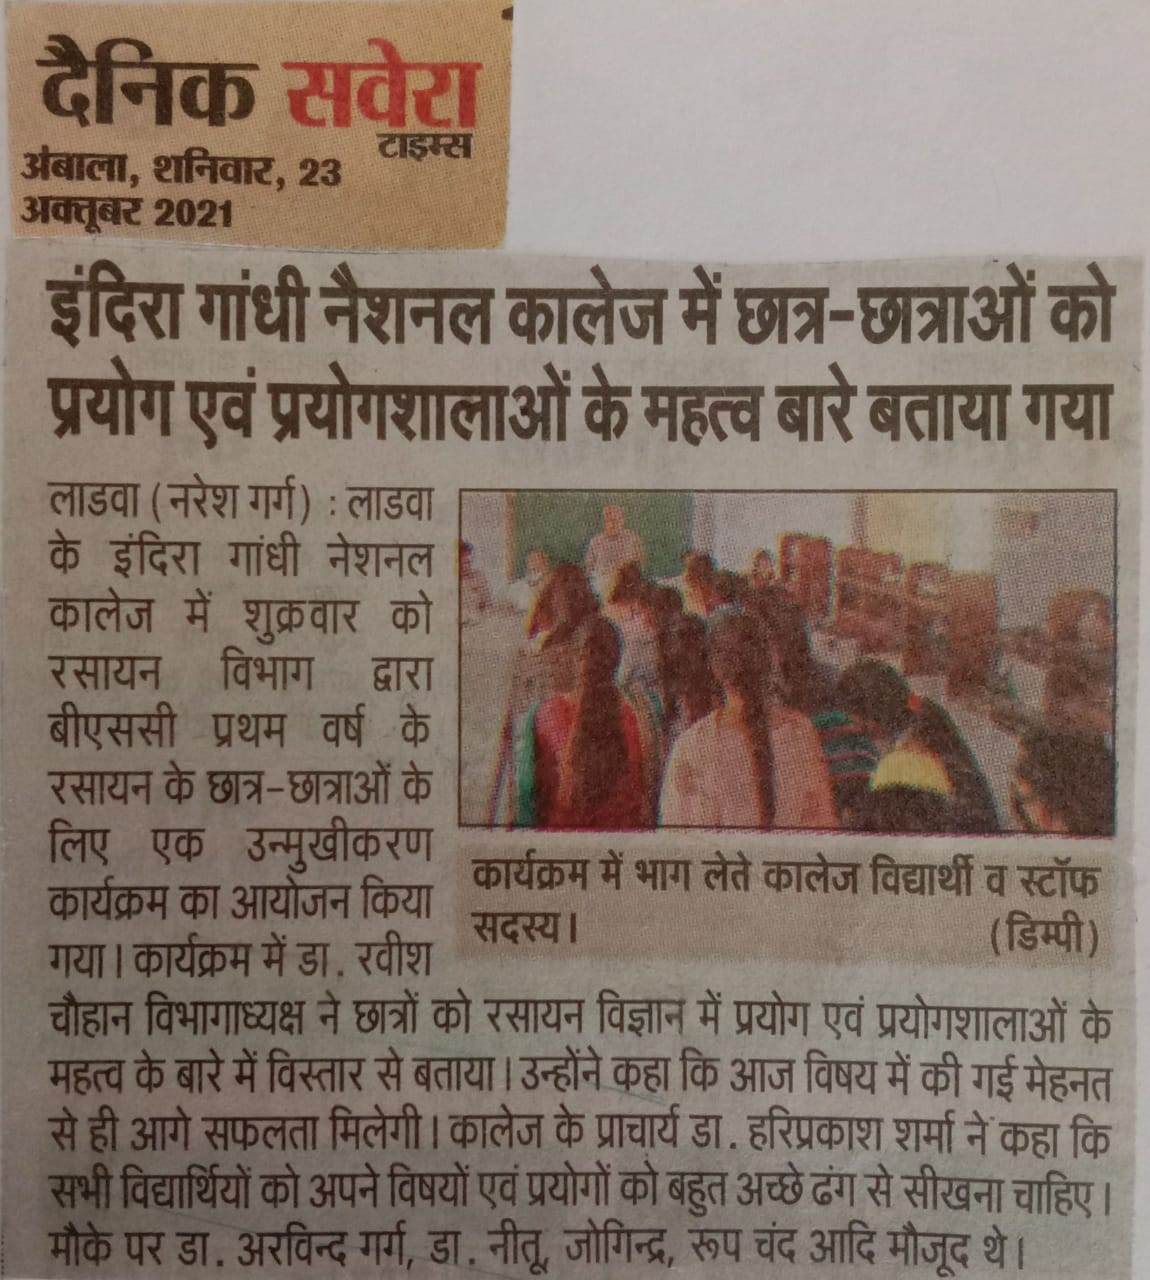 दैनिक सवेरा
टाइम्स
अंबाला, शनिवार, 23
अक्तूबर 2021
इंदिरा गांधी नैशनल कालेज में छात्र-छात्राओं को
प्रयोग एवं प्रयोगशालाओं के महत्व बारे बताया गया
लाडवा (नरेश गर्ग) : लाडवा
के इंदिरा गांधी नेशनल
कालेज में शुक्रवार को
रसायन विभाग द्वारा
बीएससी प्रथम वर्ष के
रसायन के छात्र-छात्राओं के
लिए एक उन्मुखीकरण
कार्यक्रम का आयोजन किया
गया। कार्यक्रम में डा. रवीश
कार्यक्रम में भाग लेते कालेज विद्यार्थी व स्टॉफ
सदस्य। (डिम्पी)
चौहान विभागाध्यक्ष ने छात्रों को रसायन विज्ञान में प्रयोग एवं प्रयोगशालाओं के
महत्व के बारे में विस्तार से बताया। उन्होंने कहा कि आज विषय में की गई मेहनत
से ही आगे सफलता मिलेगी। कालेज के प्राचार्य डा. हरिप्रकाश शर्मा नें कहा कि
सभी विद्यार्थियों को अपने विषयों एवं प्रयोगों को बहुत अच्छे ढंग से सीखना चाहिए।
मौके पर डा. अरविन्द गर्ग, डा. नीतू, जोगिन्द्र, रूप चंद आदि मौजूद थे।